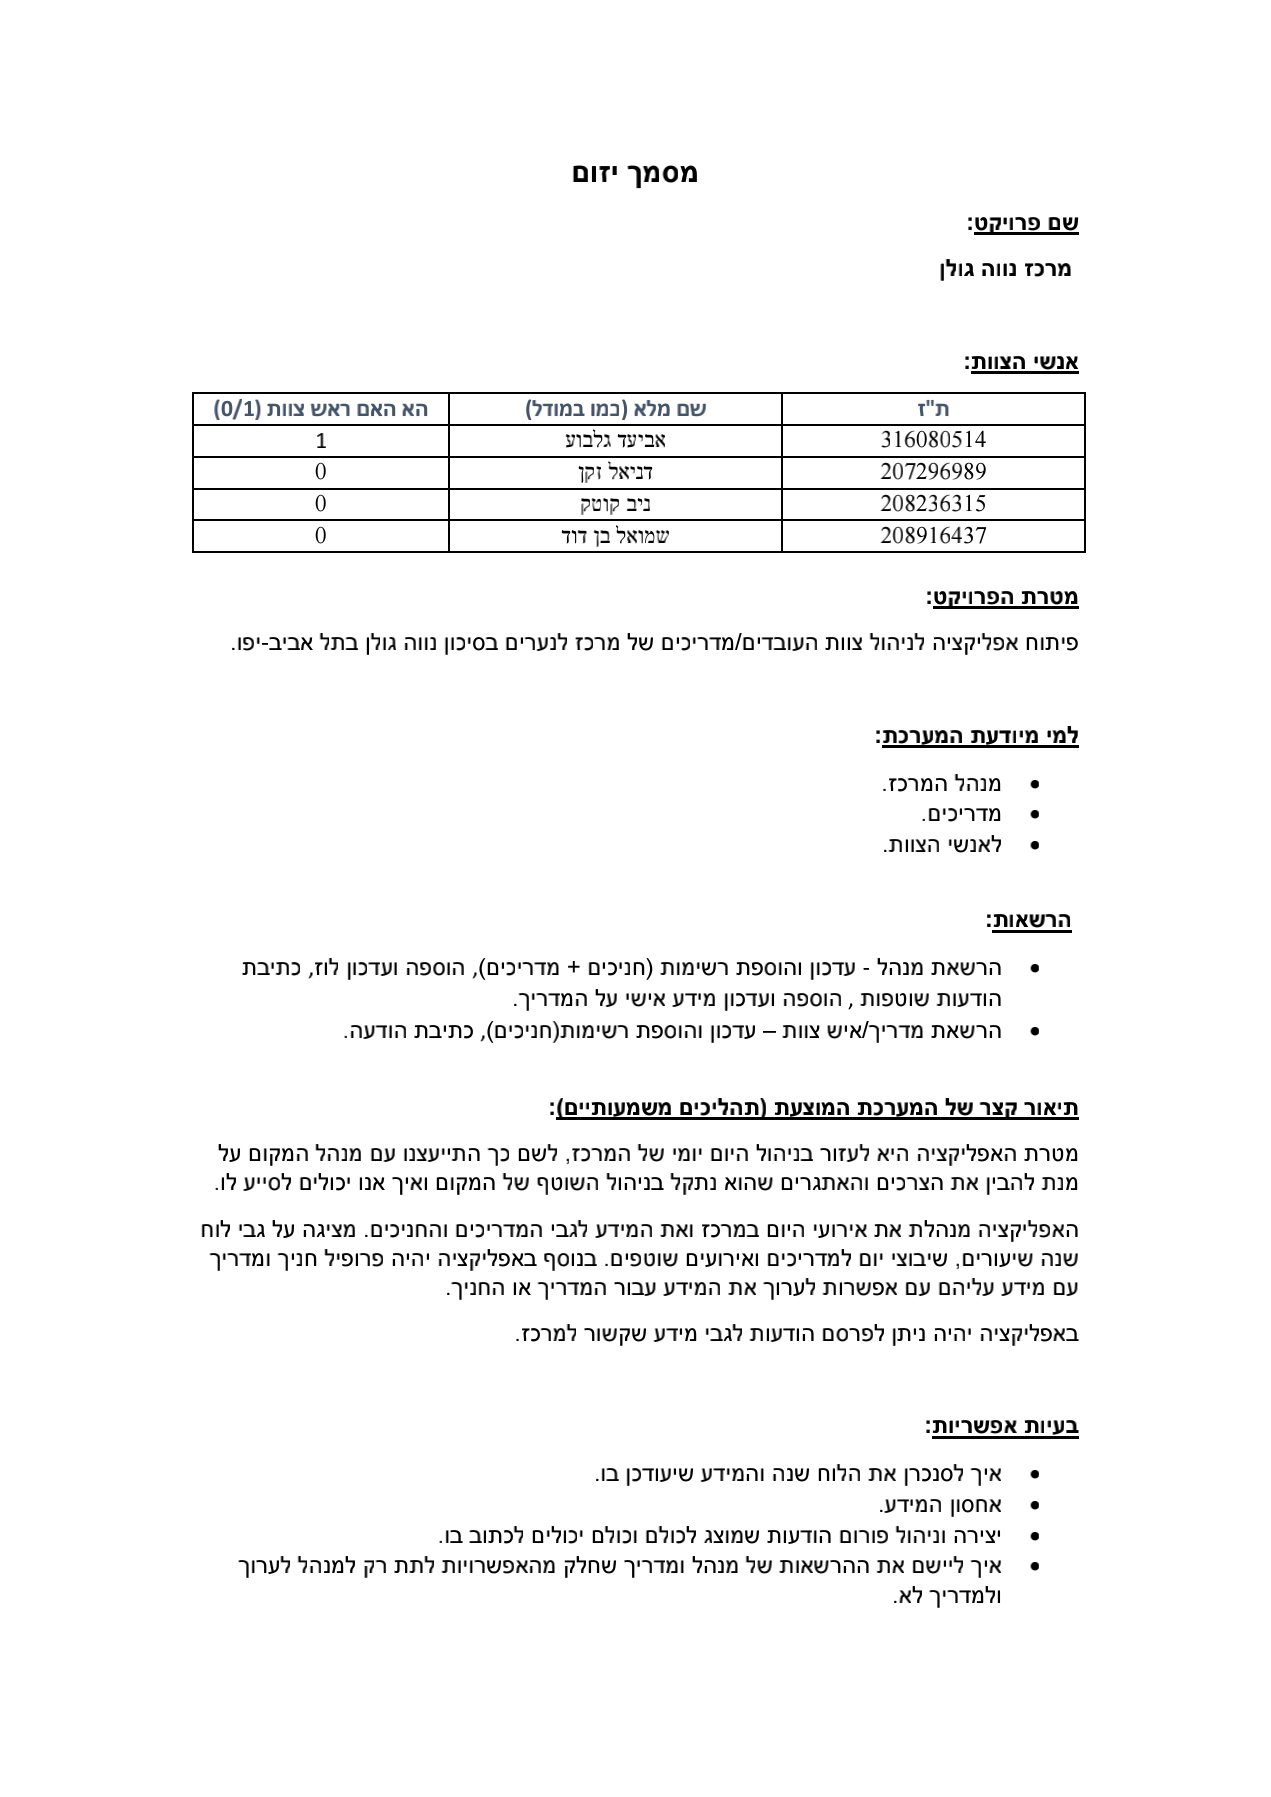 מסמך יזום
שם פרויקט:
מרכז נווה גולן
אנשי הצוות:
ת"ז שם מלא (כמו במודל) הא האם ראש צוות (0/1)
316080514 אביעד גלבוע 1
207296989 דניאל זקן 0
208236315 ניב קוטק 0
208916437 שמואל בן דוד 0
מטרת הפרויקט:
פיתוח אפליקציה לניהול צוות העובדים/מדריכים של מרכז לנערים בסיכון נווה גולן בתל אביב-יפו.
למי מיודעת המערכת:
• מנהל המרכז.
• מדריכים.
• לאנשי הצוות.
הרשאות:
• הרשאת מנהל - עדכון והוספת רשימות (חניכים + מדריכים), הוספה ועדכון לוז, כתיבת
הודעות שוטפות , הוספה ועדכון מידע אישי על המדריך.
• הרשאת מדריך/איש צוות – עדכון והוספת רשימות(חניכים), כתיבת הודעה.
תיאור קצר של המערכת המוצעת (תהליכים משמעותיים):
מטרת האפליקציה היא לעזור בניהול היום יומי של המרכז, לשם כך התייעצנו עם מנהל המקום על
מנת להבין את הצרכים והאתגרים שהוא נתקל בניהול השוטף של המקום ואיך אנו יכולים לסייע לו.
האפליקציה מנהלת את אירועי היום במרכז ואת המידע לגבי המדריכים והחניכים. מציגה על גבי לוח
שנה שיעורים, שיבוצי יום למדריכים ואירועים שוטפים. בנוסף באפליקציה יהיה פרופיל חניך ומדריך
עם מידע עליהם עם אפשרות לערוך את המידע עבור המדריך או החניך.
באפליקציה יהיה ניתן לפרסם הודעות לגבי מידע שקשור למרכז.
בעיות אפשריות:
• איך לסנכרן את הלוח שנה והמידע שיעודכן בו.
• אחסון המידע.
• יצירה וניהול פורום הודעות שמוצג לכולם וכולם יכולים לכתוב בו.
• איך ליישם את ההרשאות של מנהל ומדריך שחלק מהאפשרויות לתת רק למנהל לערוך
ולמדריך לא.